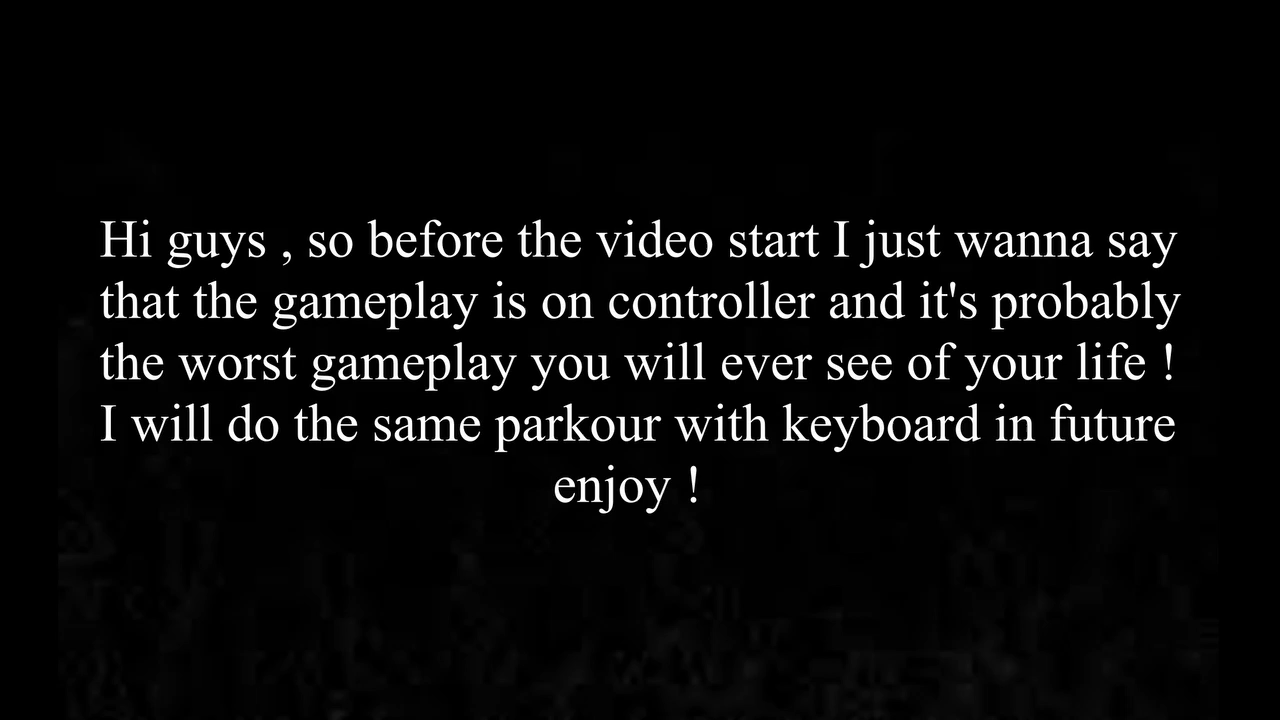 Hi guys , so before the video start I just wanna say
that the gameplay is on controller and it's probably
the worst gameplay you will ever see of your life !
I will do the same parkour with keyboard in future
enjoy !